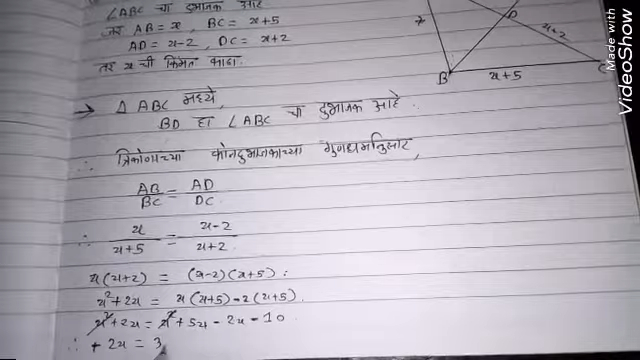 ∠ABC चा दुभाजक आहे
जर AB = x , BC = x+5
AD = x-2 , DC = x+2
तर x ची किंमत काढा.
x
D
x+2
B
x+5
C
→ Δ ABC मध्ये,
BD हा ∠ABC चा दुभाजक आहे.
∴ त्रिकोणाच्या कोनदुभाजकाच्या गुणधर्मानुसार,
AB/BC = AD/DC
∴ x/(x+5) = (x-2)/(x+2)
x(x+2) = (x-2)(x+5)
x²+2x = x(x+5)-2(x+5).
x²+2x = x²+5x-2x-10
∴ +2x = 3
Made with
VideoShow